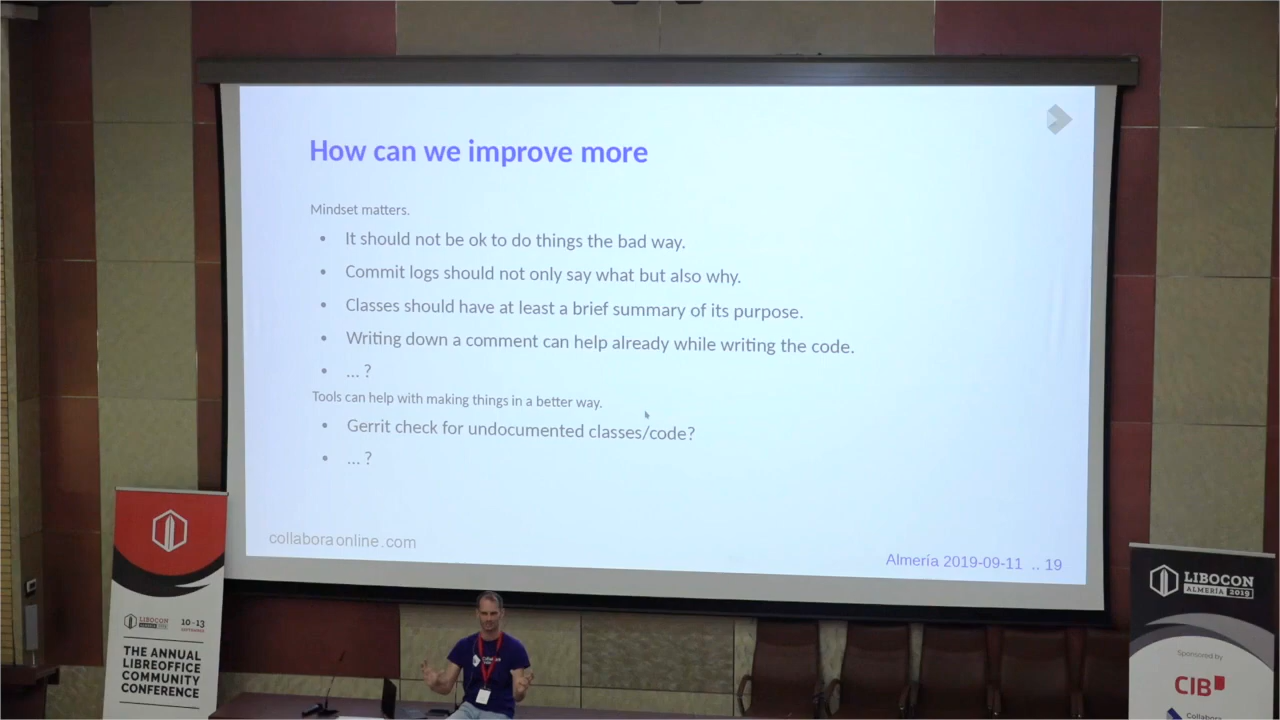 How can we improve more
Mindset matters.
• It should not be ok to do things the bad way.
• Commit logs should not only say what but also why.
• Classes should have at least a brief summary of its purpose.
• Writing down a comment can help already while writing the code.
• ... ?
Tools can help with making things in a better way.
• Gerrit check for undocumented classes/code?
• ... ?
collaboraonline.com
Almería 2019-09-11 .. 19
LIBOCON
10-13
SEPTEMBER
THE ANNUAL
LIBREOFFICE
COMMUNITY
CONFERENCE
LIBOCON
ALMERÍA 2019
Sponsored by
CIB
Collabora